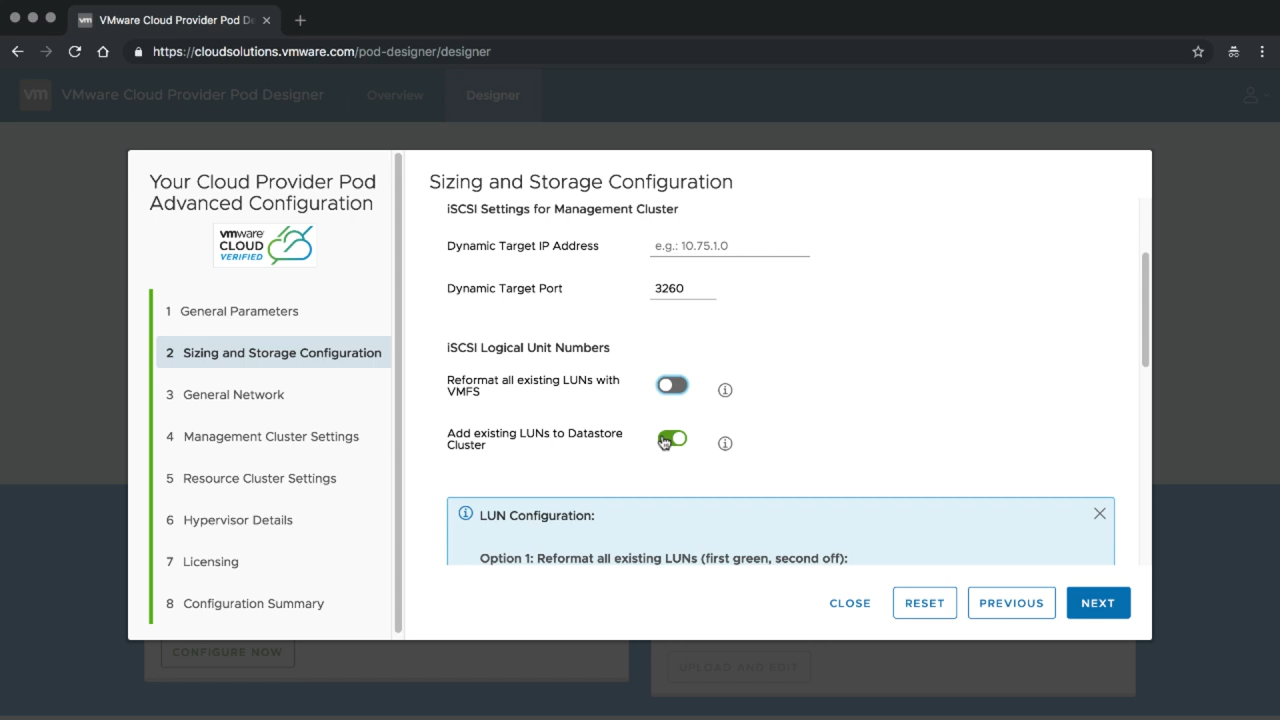 vm VMware Cloud Provider Pod De
https://cloudsolutions.vmware.com/pod-designer/designer
vm VMware Cloud Provider Pod Designer Overview Designer
Your Cloud Provider Pod
Advanced Configuration
vmware
CLOUD
VERIFIED
1 General Parameters
2 Sizing and Storage Configuration
3 General Network
4 Management Cluster Settings
5 Resource Cluster Settings
6 Hypervisor Details
7 Licensing
8 Configuration Summary
Sizing and Storage Configuration
iSCSI Settings for Management Cluster
Dynamic Target IP Address e.g.: 10.75.1.0
Dynamic Target Port 3260
iSCSI Logical Unit Numbers
Reformat all existing LUNs with
VMFS
Add existing LUNs to Datastore
Cluster
LUN Configuration:
Option 1: Reformat all existing LUNs (first green, second off):
CLOSE RESET PREVIOUS NEXT
CONFIGURE NOW
UPLOAD AND EDIT